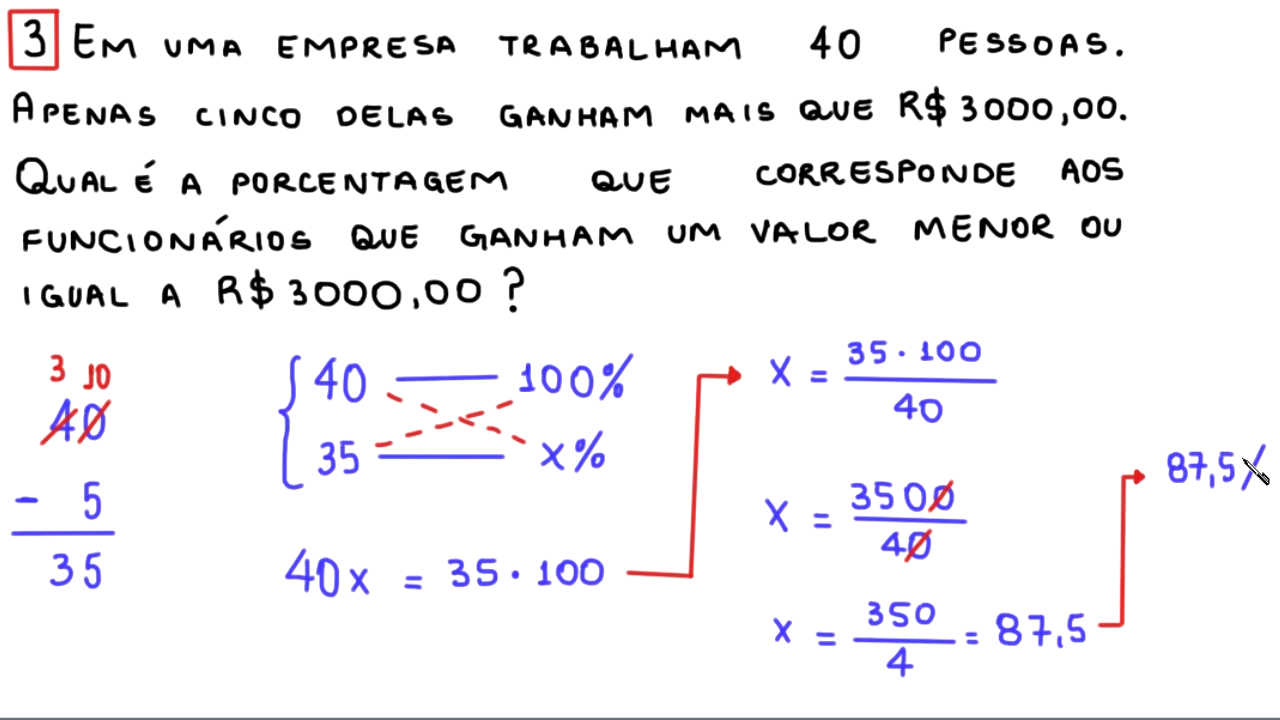 3 EM UMA EMPRESA TRABALHAM 40 PESSOAS.
APENAS CINCO DELAS GANHAM MAIS QUE R$ 3000,00.
QUAL É A PORCENTAGEM QUE CORRESPONDE AOS
FUNCIONÁRIOS QUE GANHAM UM VALOR MENOR OU
IGUAL A R$ 3000,00 ?
3 10
40
- 5
35
40 100%
35 x%
40x = 35 · 100
x = 35 · 100 / 40
x = 3500 / 40
x = 350 / 4 = 87,5
87,5